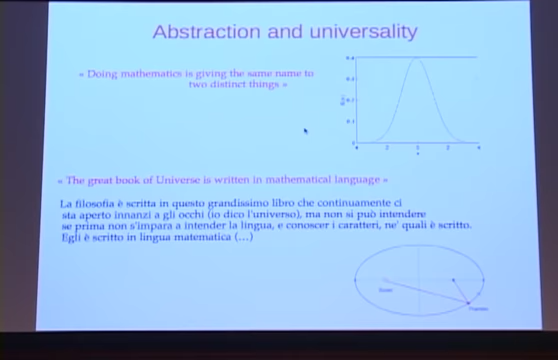 Abstraction and universality
« Doing mathematics is giving the same name to
two distinct things »
« The great book of Universe is written in mathematical language »
La filosofia è scritta in questo grandissimo libro che continuamente ci
sta aperto innanzi a gli occhi (io dico l'universo), ma non si può intendere
se prima non s'impara a intender la lingua, e conoscer i caratteri, ne' quali è scritto.
Egli è scritto in lingua matematica (…)